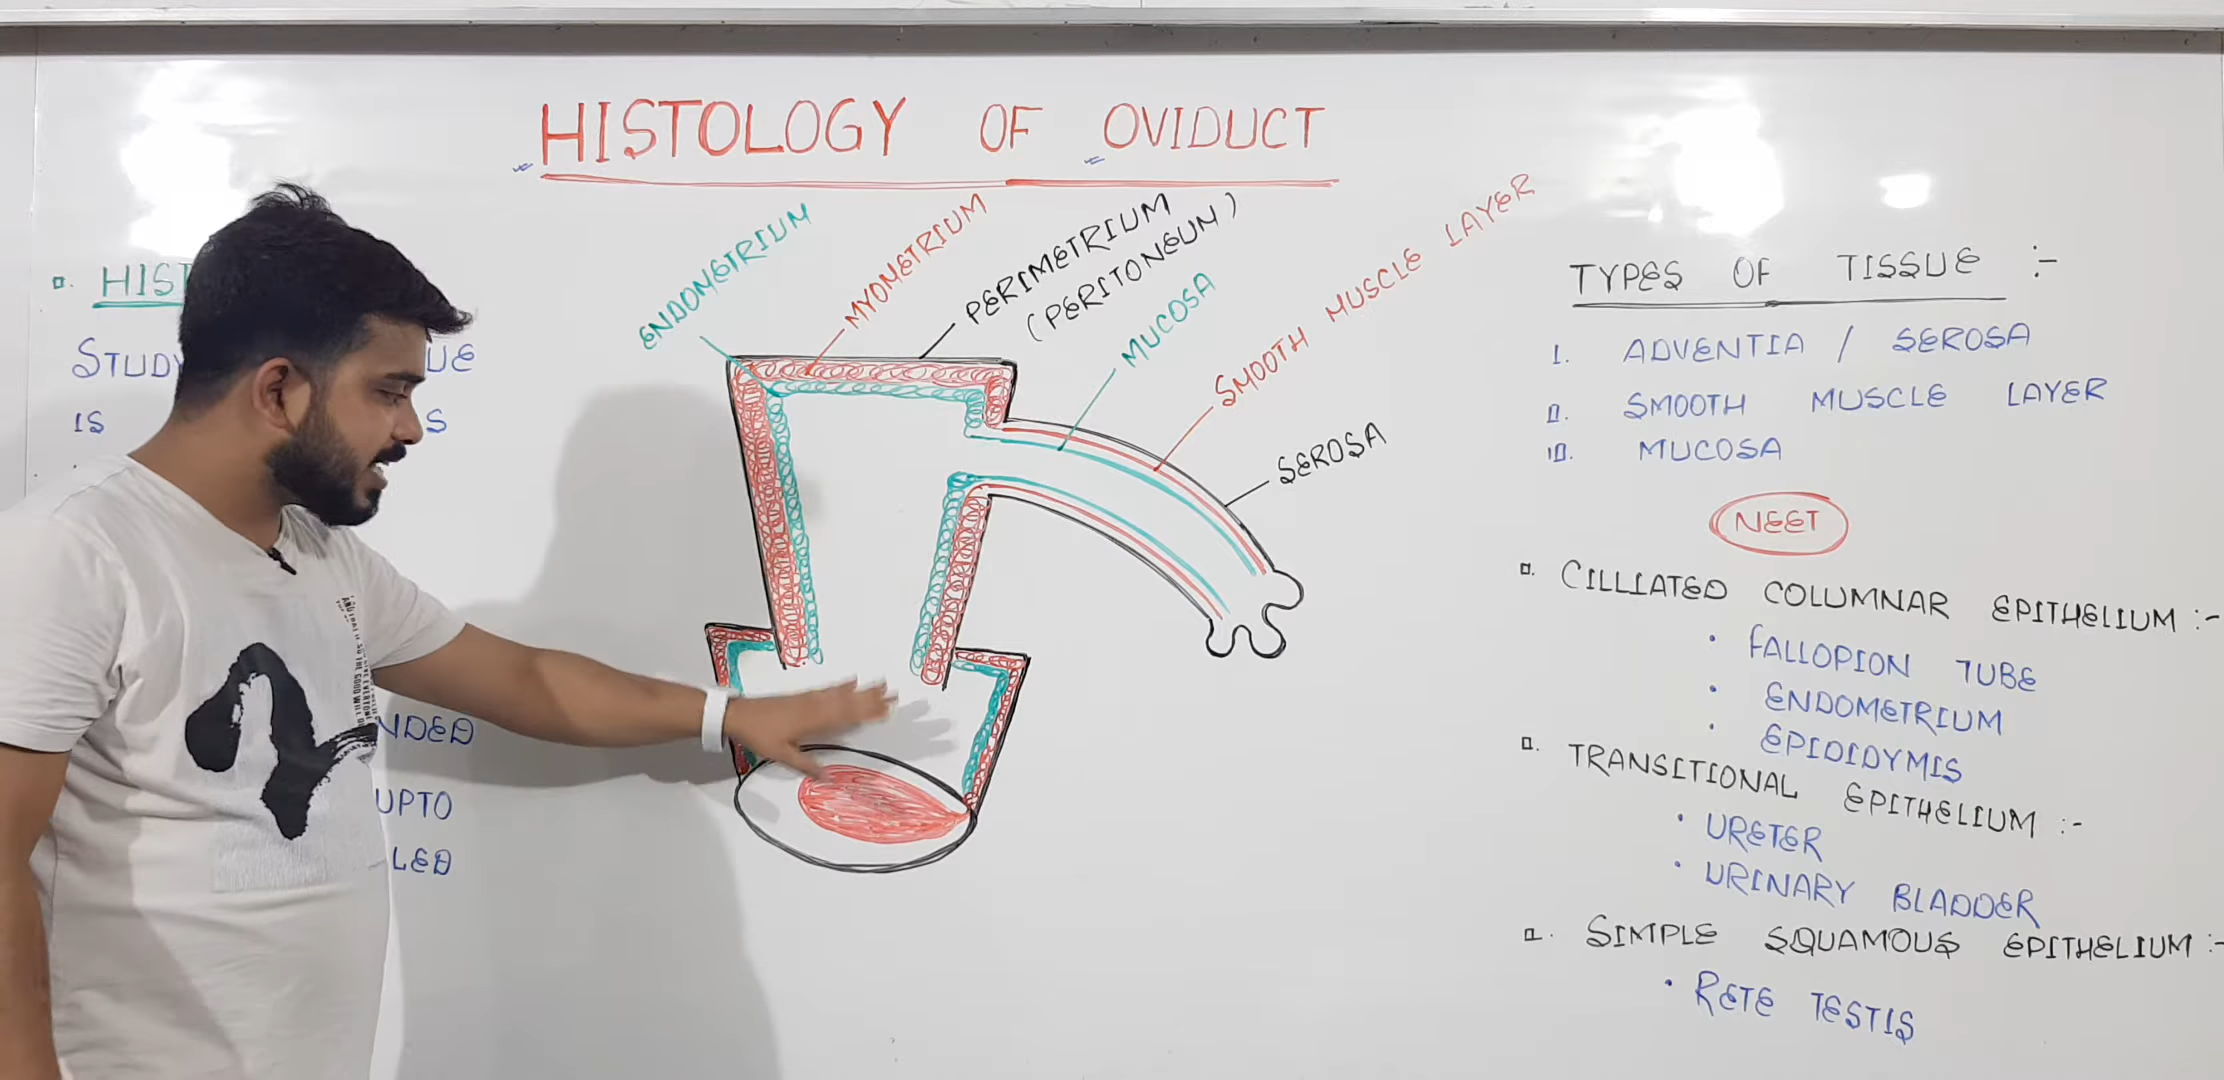 HISTOLOGY OF OVIDUCT
HIST
STUDY UE
IS S
NDED
UPTO
LED
ENDOMETRIUM
MYOMETRIUM
PERIMETRIUM
(PERITONEUM)
MUCOSA
SMOOTH MUSCLE LAYER
SEROSA
TYPES OF TISSUE :-
I. ADVENTIA / SEROSA
II. SMOOTH MUSCLE LAYER
III. MUCOSA
NEET
CILLIATED COLUMNAR EPITHELIUM :-
• FALLOPION TUBE
• ENDOMETRIUM
• EPIDIDYMIS
TRANSITIONAL EPITHELIUM :-
• URETER
• URINARY BLADDER
SIMPLE SQUAMOUS EPITHELIUM :-
• RETE TESTIS